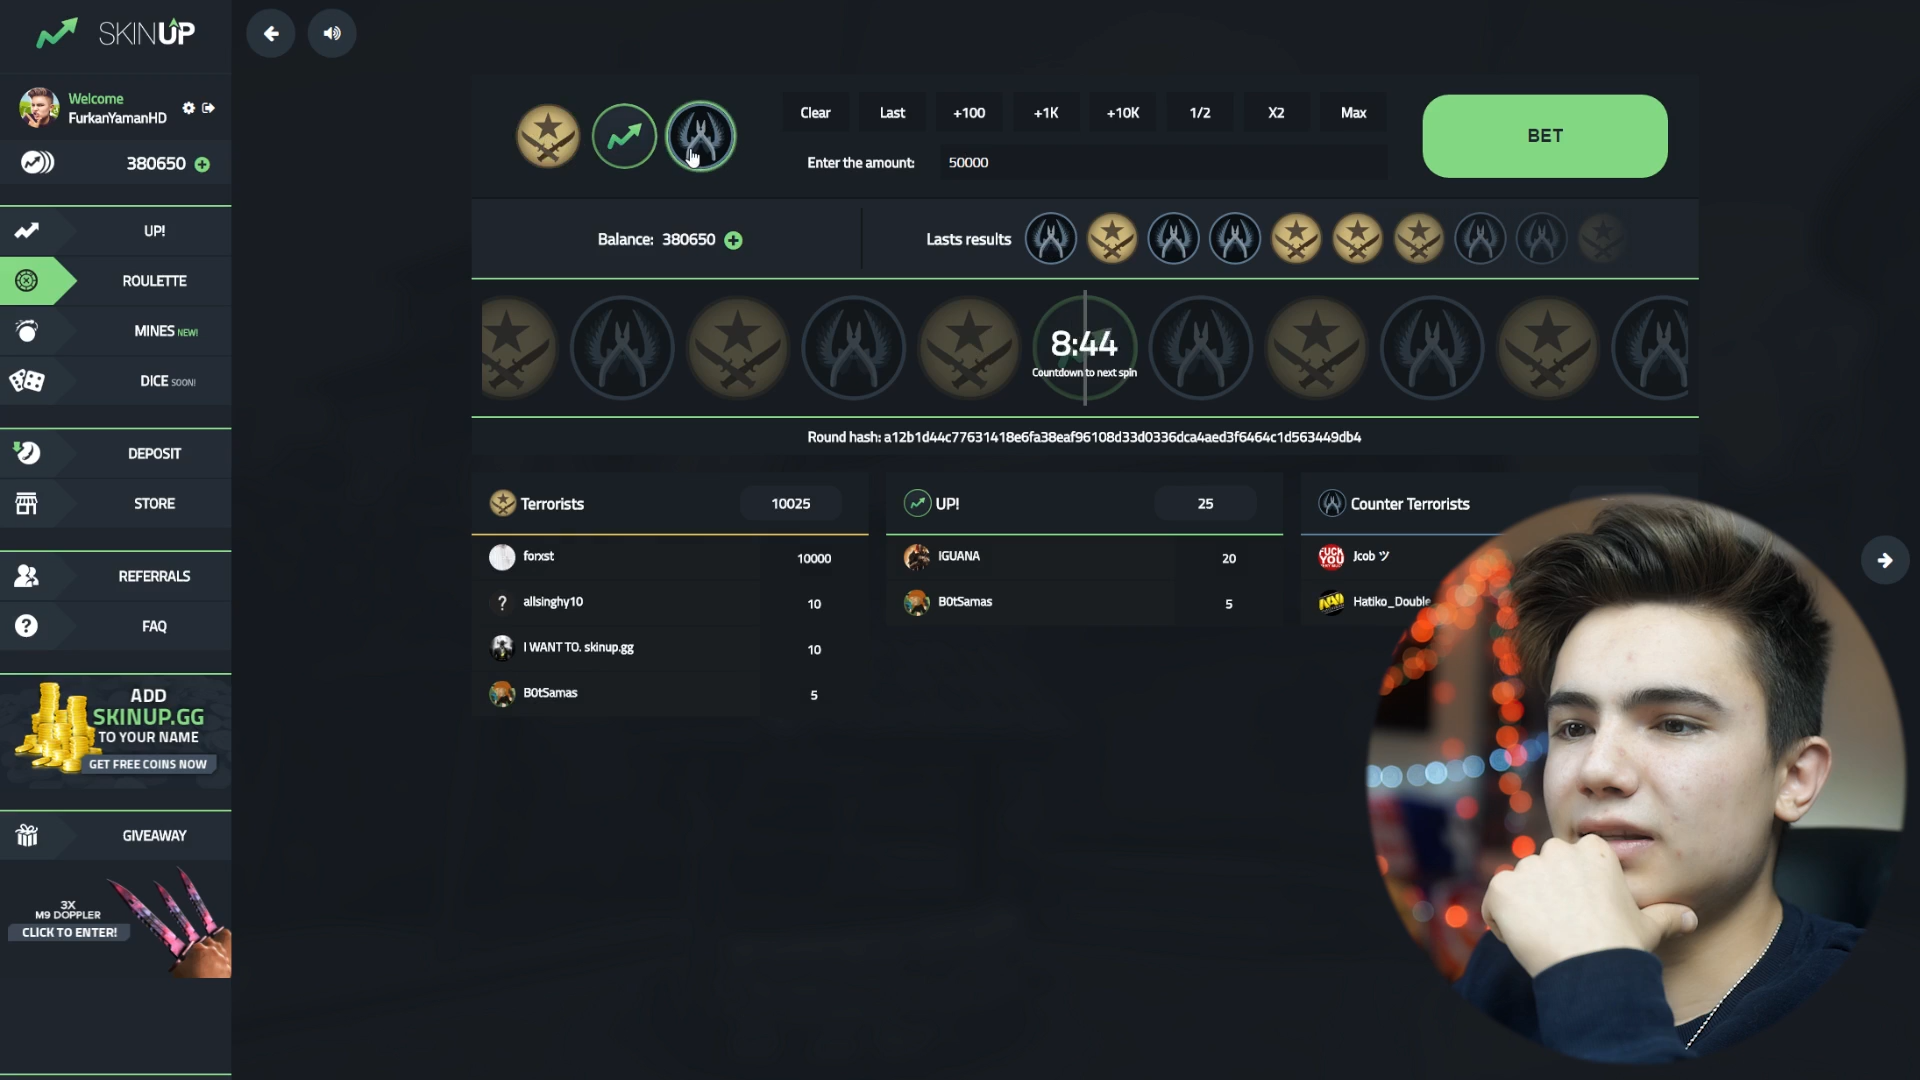 SKINUP
Welcome
FurkanYamanHD
380650
UP!
ROULETTE
MINES NEW!
DICE SOON!
DEPOSIT
STORE
REFERRALS
FAQ
ADD
SKINUP.GG
TO YOUR NAME
GET FREE COINS NOW
GIVEAWAY
3X
M9 DOPPLER
CLICK TO ENTER!
Clear Last +100 +1K +10K 1/2 X2 Max
Enter the amount: 50000
BET
Balance: 380650
Lasts results
8:44
Countdown to next spin
Round hash: a12b1d44c77631418e6fa38eaf96108d33d0336dca4aed3f6464c1d563449db4
Terrorists 10025
forxst 10000
allsinghy10 10
I WANT TO. skinup.gg 10
B0tSamas 5
UP! 25
IGUANA 20
B0tSamas 5
Counter Terrorists
FUCK
YOU
Jcob ツ
Hatiko_Double